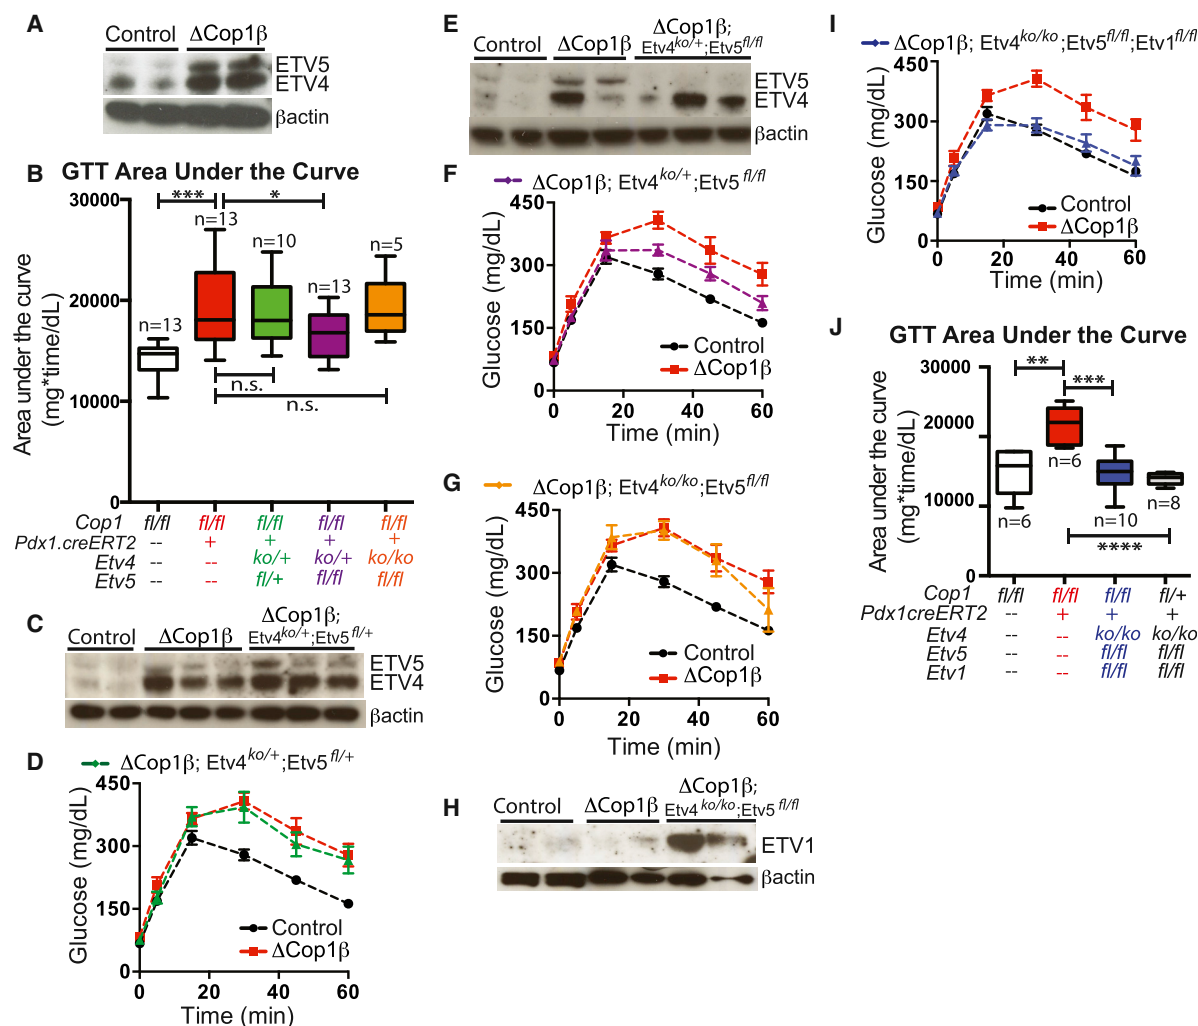 A
Control ΔCop1β
ETV5
ETV4
βactin
B GTT Area Under the Curve
Area under the curve
(mg*time/dL)
30000
20000
10000
0
*** *
n=13
n=13
n=10
n=13
n=5
n.s.
n.s.
Cop1 fl/fl fl/fl fl/fl fl/fl fl/fl
Pdx1.creERT2 -- + + + +
Etv4 -- -- ko/+ ko/+ ko/ko
Etv5 -- -- fl/+ fl/fl fl/fl
C
Control ΔCop1β ΔCop1β;
Etv4ko/+;Etv5fl/+
ETV5
ETV4
βactin
D ΔCop1β; Etv4ko/+;Etv5fl/+
Glucose (mg/dL)
450
300
150
0
Control
ΔCop1β
0 20 40 60
Time (min)
E
Control ΔCop1β ΔCop1β;
Etv4ko/+;Etv5fl/fl
ETV5
ETV4
βactin
F ΔCop1β; Etv4ko/+;Etv5fl/fl
Glucose (mg/dL)
450
300
150
0
Control
ΔCop1β
0 20 40 60
Time (min)
G ΔCop1β; Etv4ko/ko;Etv5fl/fl
Glucose (mg/dL)
450
300
150
0
Control
ΔCop1β
0 20 40 60
Time (min)
H
Control ΔCop1β ΔCop1β;
Etv4ko/ko;Etv5fl/fl
ETV1
βactin
I
ΔCop1β; Etv4ko/ko;Etv5fl/fl;Etv1fl/fl
Glucose (mg/dL)
450
300
150
0
Control
ΔCop1β
0 20 40 60
Time (min)
J
GTT Area Under the Curve
Area under the curve
(mg*time/dL)
30000
20000
10000
0
**
***
n=6
n=6
n=10
n=8
****
Cop1 fl/fl fl/fl fl/fl fl/+
Pdx1creERT2 -- + + +
Etv4 -- -- ko/ko ko/ko
Etv5 -- -- fl/fl fl/fl
Etv1 -- -- fl/fl fl/fl